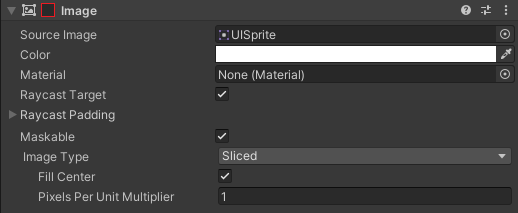 Image
Source Image UISprite
Color
Material None (Material)
Raycast Target
Raycast Padding
Maskable
Image Type Sliced
Fill Center
Pixels Per Unit Multiplier 1